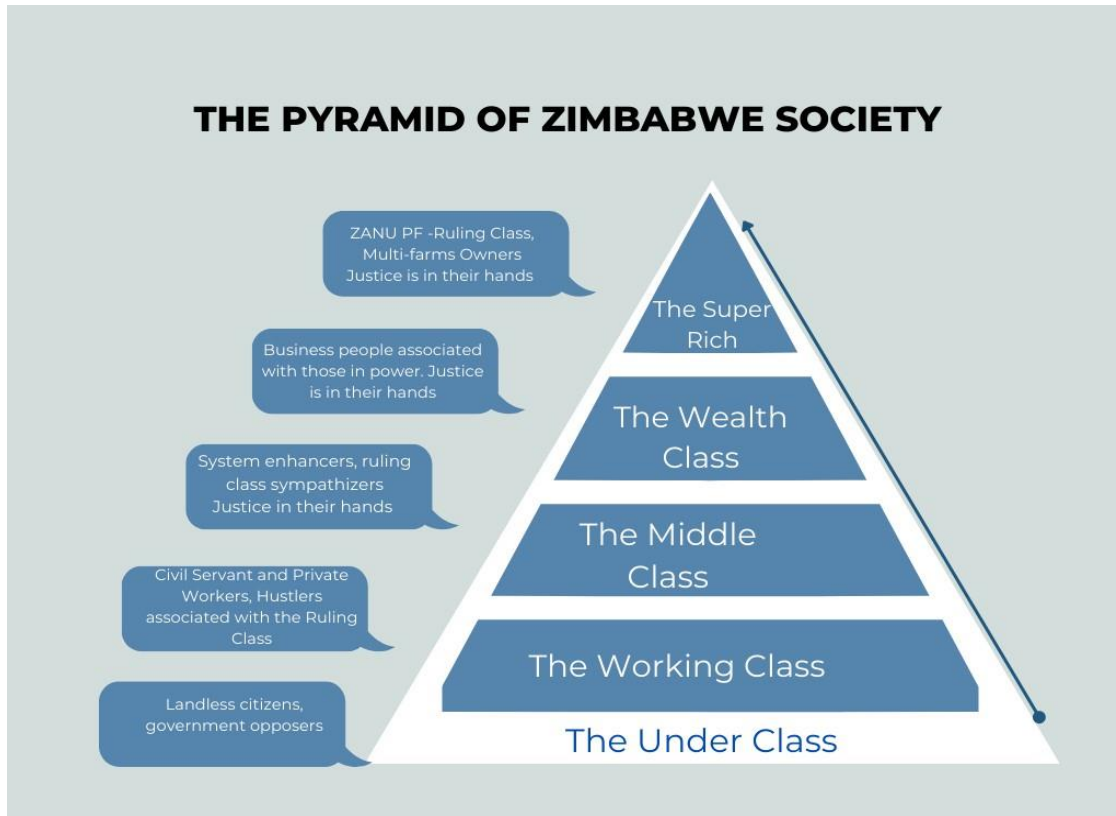 THE PYRAMID OF ZIMBABWE SOCIETY
ZANU PF -Ruling Class,
Multi-farms Owners
Justice is in their hands
The Super
Rich
Business people associated
with those in power. Justice
is in their hands
The Wealth
Class
System enhancers, ruling
class sympathizers
Justice in their hands
The Middle
Class
Civil Servant and Private
Workers, Hustlers
associated with the Ruling
Class
The Working Class
Landless citizens,
government opposers
The Under Class